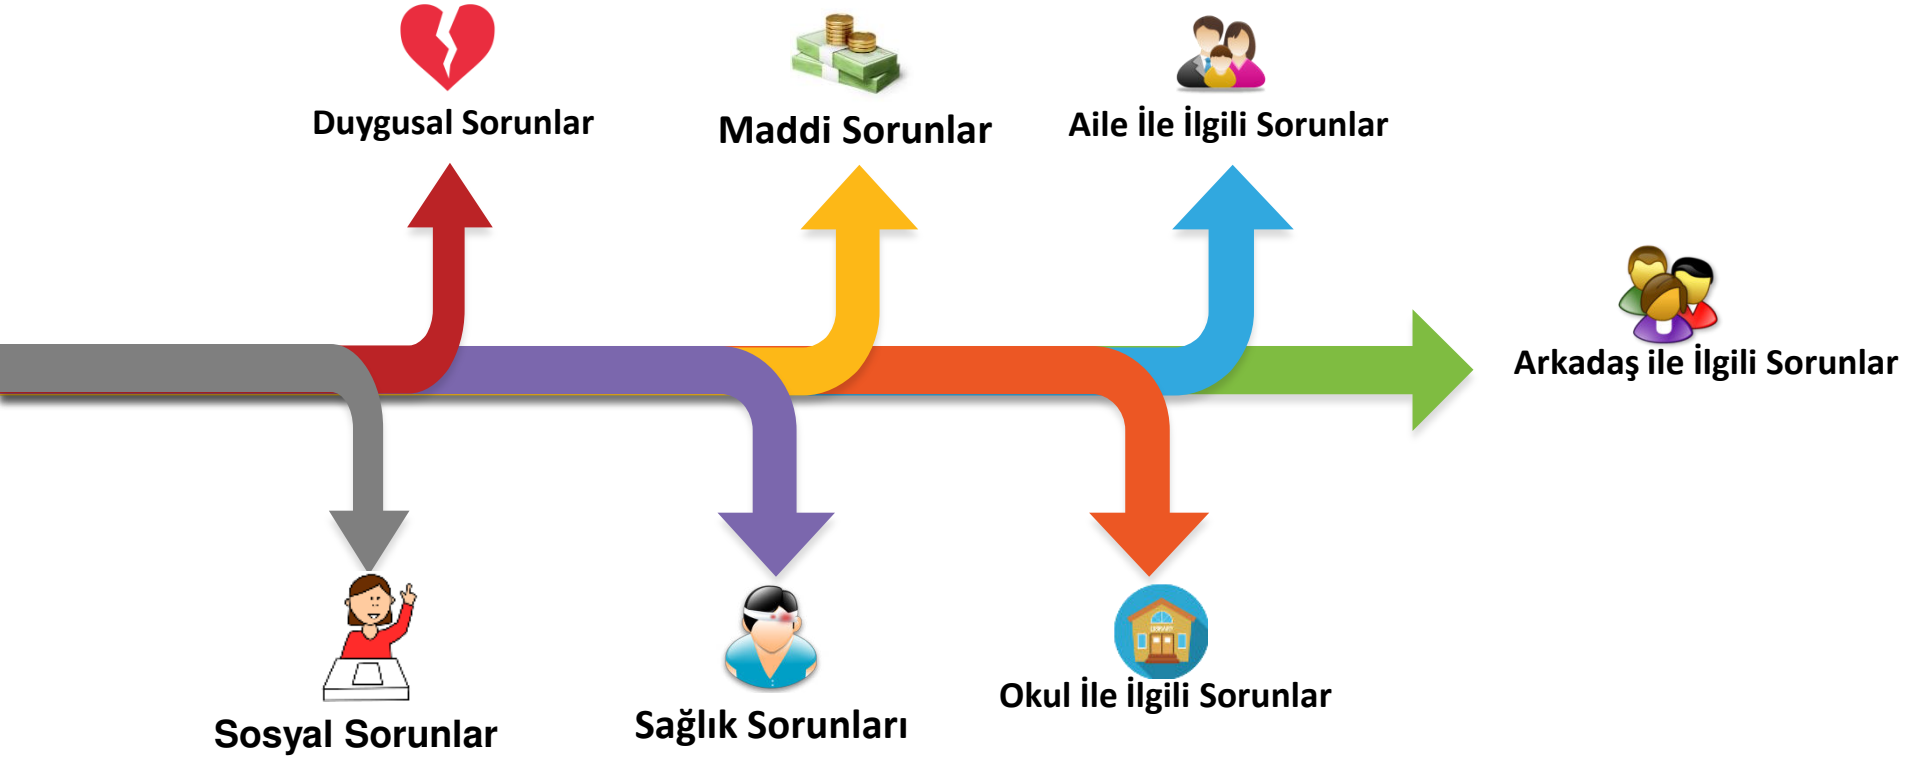 Duygusal Sorunlar
Maddi Sorunlar
Aile İle İlgili Sorunlar
Arkadaş ile İlgili Sorunlar
Sosyal Sorunlar
Sağlık Sorunları
Okul İle İlgili Sorunlar